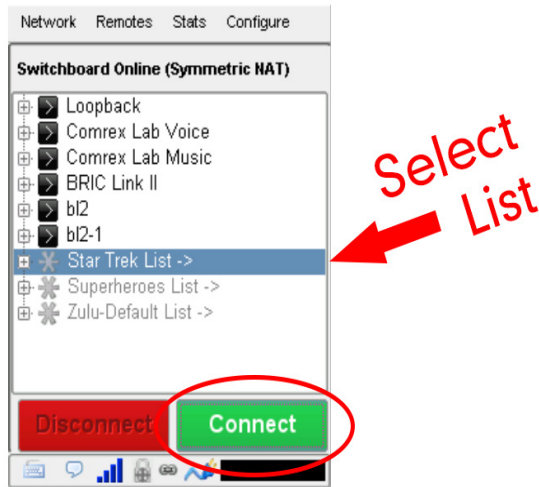 Network Remotes Stats Configure
Switchboard Online (Symmetric NAT)
Loopback
Comrex Lab Voice
Comrex Lab Music
BRIC Link II
bl2
bl2-1
Star Trek List ->
Superheroes List ->
Zulu-Default List ->
Select
List
Disconnect Connect